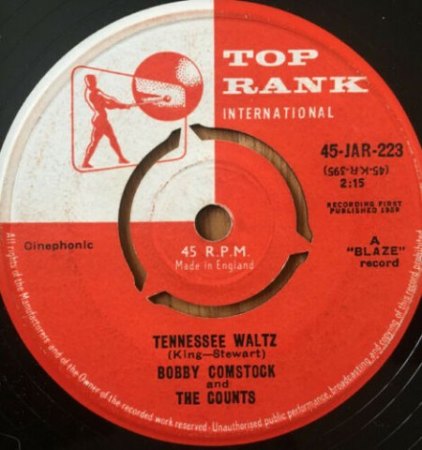 TOP
RANK
INTERNATIONAL
45-JAR-223
(45-KR-595)
2:15
RECORDING FIRST
PUBLISHED 1959
Cinephonic
45 R.P.M.
Made in England
A
"BLAZE"
record
TENNESSEE WALTZ
(King—Stewart)
BOBBY COMSTOCK
and
THE COUNTS
All rights of the Manufacturers and of the Owner of the recorded work reserved - Unauthorised public performance, broadcasting and copying of this record prohibited